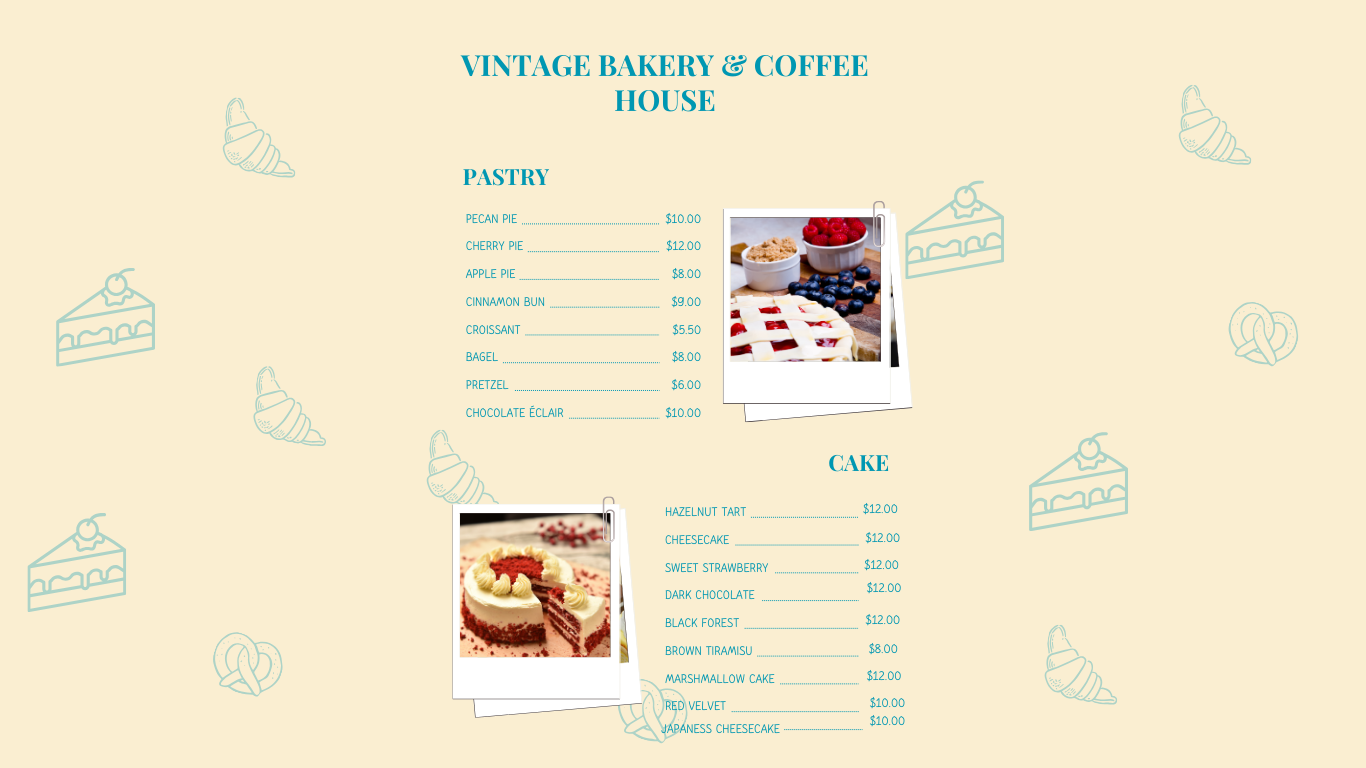 VINTAGE BAKERY & COFFEE
HOUSE
PASTRY
PECAN PIE $10.00
CHERRY PIE $12.00
APPLE PIE $8.00
CINNAMON BUN $9.00
CROISSANT $5.50
BAGEL $8.00
PRETZEL $6.00
CHOCOLATE ÉCLAIR $10.00
CAKE
HAZELNUT TART $12.00
CHEESECAKE $12.00
SWEET STRAWBERRY $12.00
DARK CHOCOLATE $12.00
BLACK FOREST $12.00
BROWN TIRAMISU $8.00
MARSHMALLOW CAKE $12.00
RED VELVET $10.00
JAPANESS CHEESECAKE $10.00